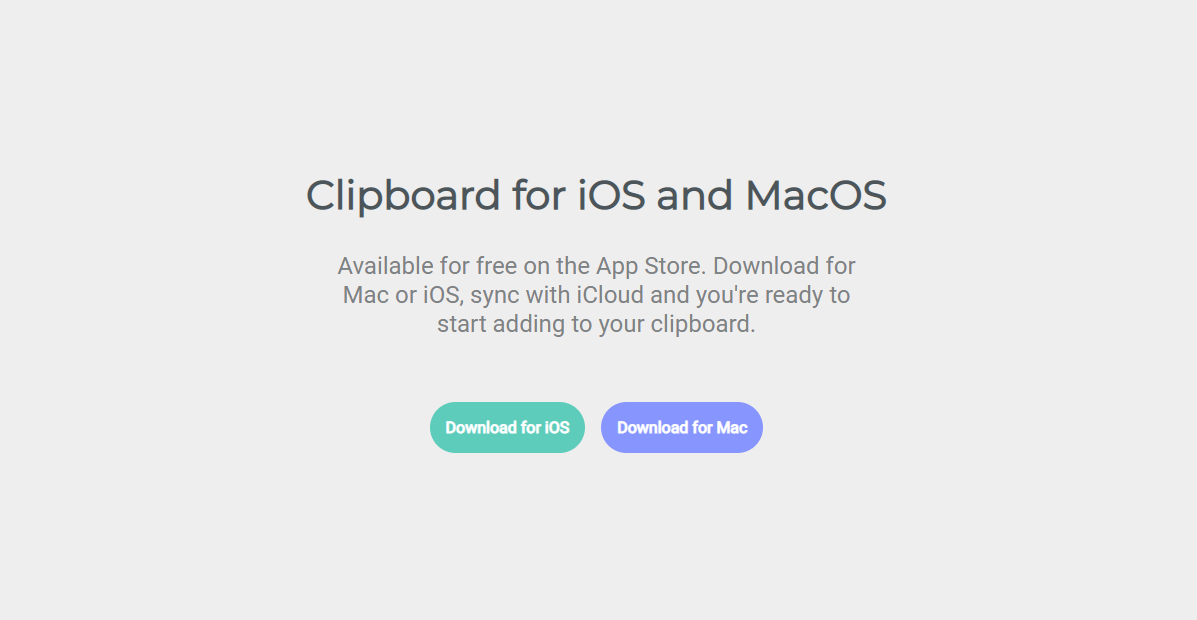 Clipboard for iOS and MacOS
Available for free on the App Store. Download for
Mac or iOS, sync with iCloud and you're ready to
start adding to your clipboard.
Download for iOS
Download for Mac